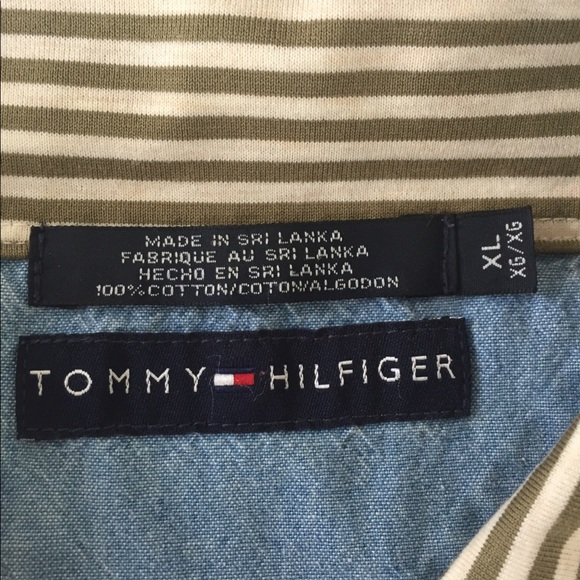 MADE IN SRI LANKA
FABRIQUE AU SRI LANKA
HECHO EN SRI LANKA
100% COTTON/COTON/ALGODON
XL
XG/XG
TOMMY HILFIGER